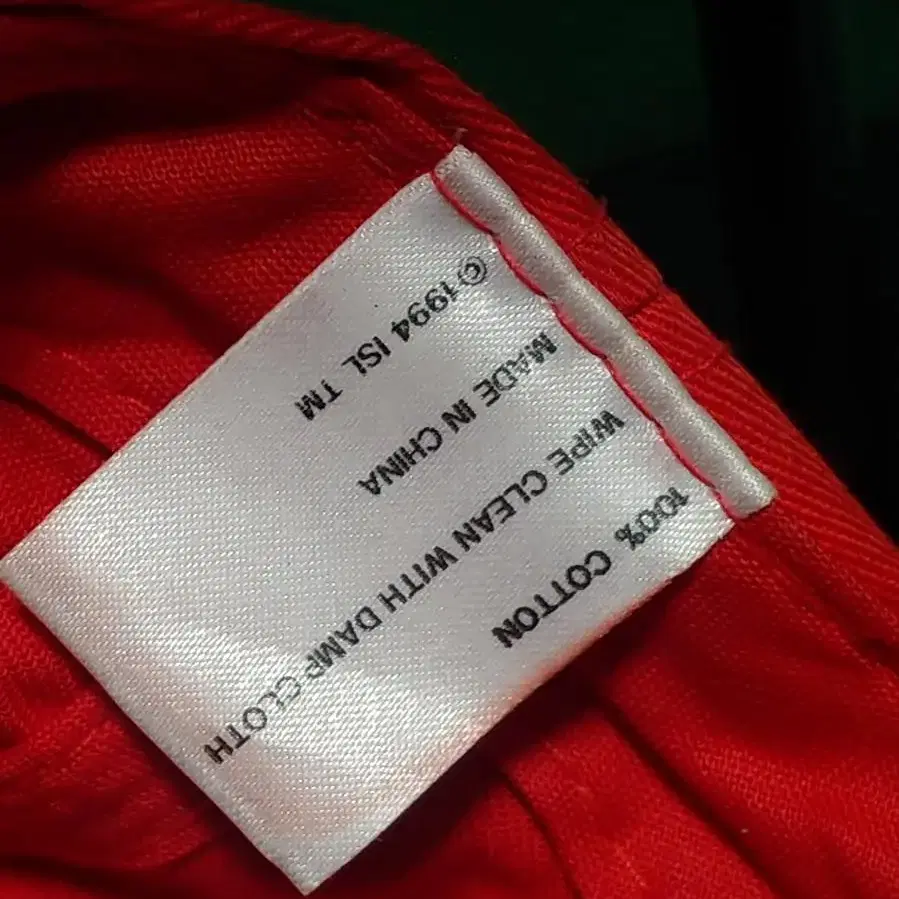 100% COTTON
WIPE CLEAN WITH DAMP CLOTH
MADE IN CHINA
©1994 ISL TM